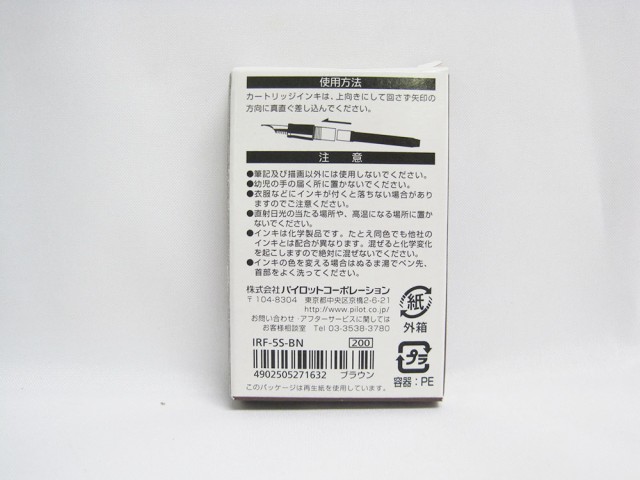 使用方法
カートリッジインキは、上向きにして回さず矢印の
方向に真直ぐ差し込んでください。
注 意
●筆記及び描画以外には使用しないでください。
●幼児の手の届く所に置かないでください。
●衣服などにインキが付くと落ちない場合があり
ますのでご注意ください。
●直射日光の当たる場所や、高温になる場所に置か
ないでください。
●インキは化学製品です。たとえ同色でも他社の
インキとは配合が異なります。混ぜると化学変化
を起こしますので絶対に混ぜないでください。
●インキの色を変える場合はぬるま湯でペン先、
首部をよく洗ってください。
株式会社パイロットコーポレーション
〒104-8304 東京都中央区京橋2-6-21
http://www.pilot.co.jp/
お問い合わせ・アフターサービスに関しては
お客様相談室 Tel 03-3538-3780
紙
外箱
IRF-5S-BN 200
4902505271632 ブラウン
プラ
容器:PE
このパッケージは再生紙を使用しています。